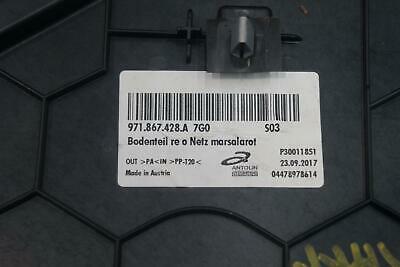 971.867.428.A 7G0 S03
Bodenteil re o Netz marsalarot
P30011851
OUT >PA< IN >PP-T20<
ANTOLIN
23.09.2017
Made in Austria
04478978614